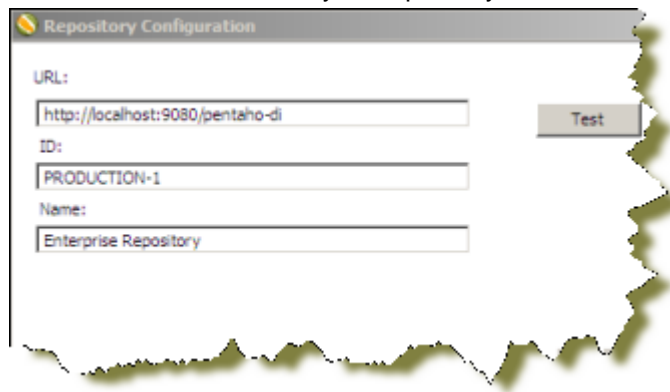 Repository Configuration
URL:
http://localhost:9080/pentaho-di
Test
ID:
PRODUCTION-1
Name:
Enterprise Repository